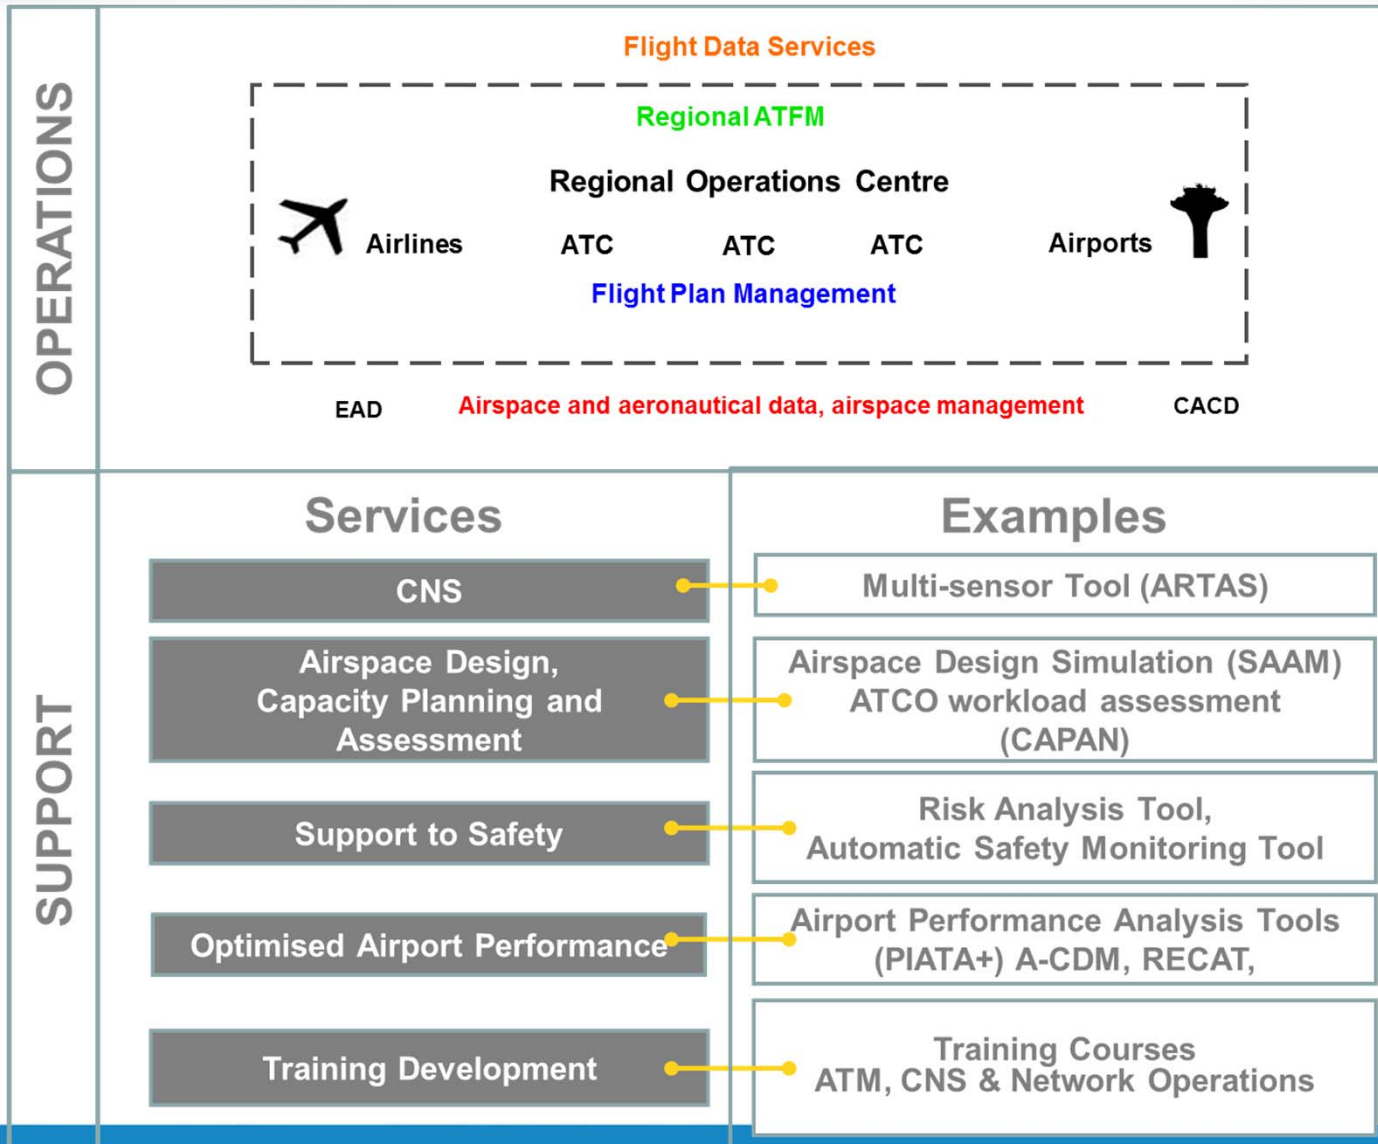 OPERATIONS
Flight Data Services
Regional ATFM
Regional Operations Centre
Airlines ATC ATC ATC Airports
Flight Plan Management
EAD Airspace and aeronautical data, airspace management CACD
SUPPORT
Services Examples
CNS
Multi-sensor Tool (ARTAS)
Airspace Design,
Capacity Planning and
Assessment
Airspace Design Simulation (SAAM)
ATCO workload assessment
(CAPAN)
Support to Safety
Risk Analysis Tool,
Automatic Safety Monitoring Tool
Optimised Airport Performance
Airport Performance Analysis Tools
(PIATA+) A-CDM, RECAT,
Training Development
Training Courses
ATM, CNS & Network Operations